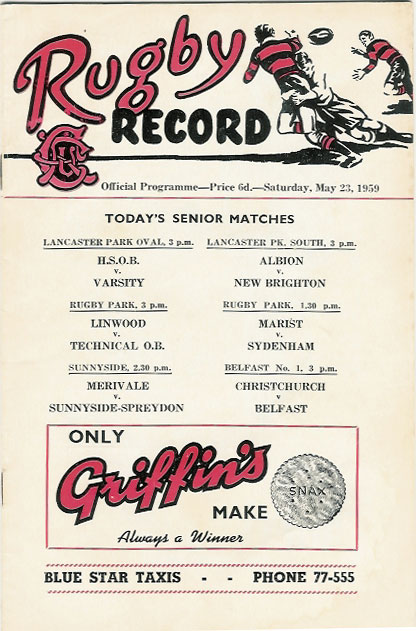 Rugby
RECORD
CRU
Official Programme—Price 6d.—Saturday, May 23, 1959
TODAY'S SENIOR MATCHES
LANCASTER PARK OVAL, 3 p.m.
H.S.O.B.
v.
VARSITY
LANCASTER PK. SOUTH, 3 p.m.
ALBION
v.
NEW BRIGHTON
RUGBY PARK, 3 p.m.
LINWOOD
v.
TECHNICAL O.B.
RUGBY PARK, 1.30 p.m.
MARIST
v.
SYDENHAM
SUNNYSIDE, 2.30 p.m.
MERIVALE
v.
SUNNYSIDE-SPREYDON
BELFAST No. 1, 3 p.m.
CHRISTCHURCH
v.
BELFAST
ONLY
Griffin's
MAKE
SNAX
Always a Winner
BLUE STAR TAXIS - - PHONE 77-555